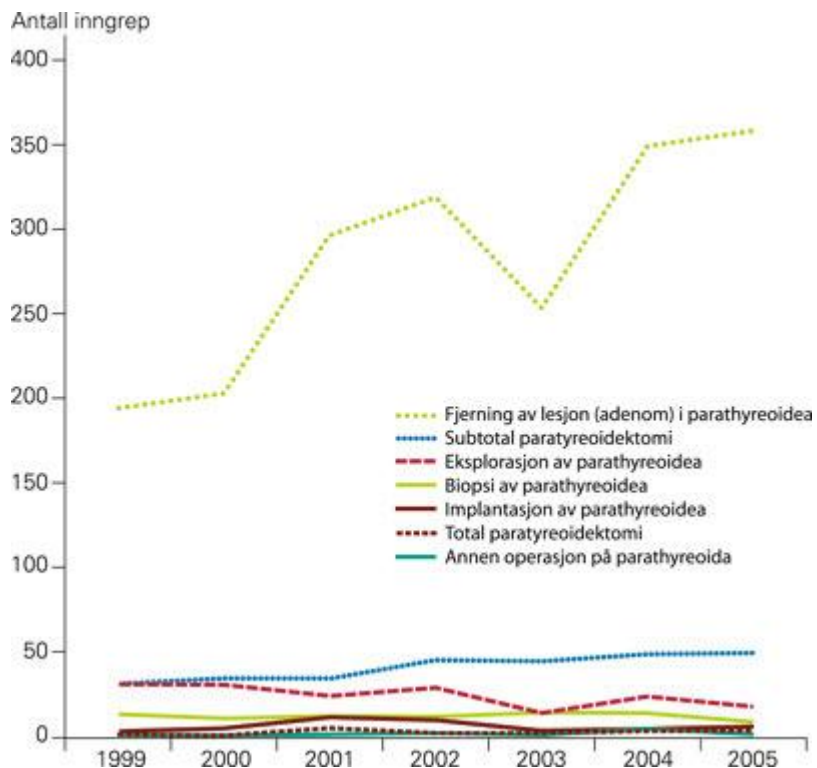 Antall inngrep
400
350
300
250
200
150
100
50
0
Fjerning av lesjon (adenom) i parathyreoidea
Subtotal paratyreoidektomi
Eksplorasjon av parathyreoidea
Biopsi av parathyreoidea
Implantasjon av parathyreoidea
Total paratyreoidektomi
Annen operasjon på parathyreoida
1999 2000 2001 2002 2003 2004 2005